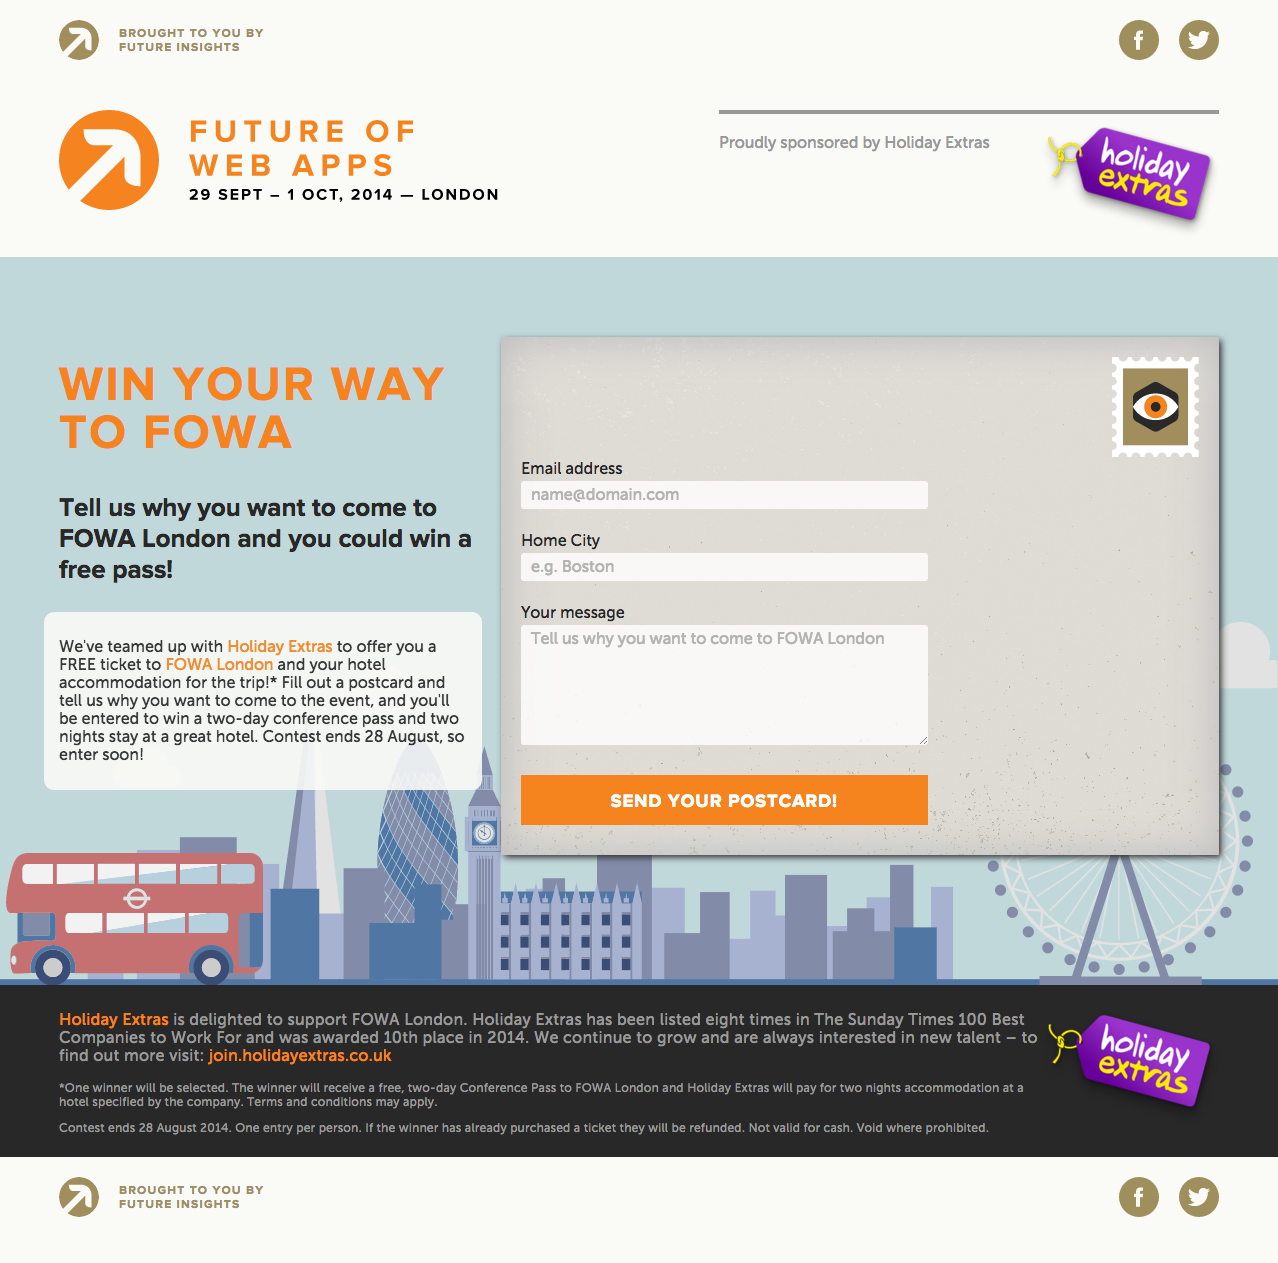 BROUGHT TO YOU BY
FUTURE INSIGHTS
FUTURE OF
WEB APPS
29 SEPT – 1 OCT, 2014 — LONDON
Proudly sponsored by Holiday Extras
holiday
extras
WIN YOUR WAY
TO FOWA
Tell us why you want to come to
FOWA London and you could win a
free pass!
We've teamed up with Holiday Extras to offer you a
FREE ticket to FOWA London and your hotel
accommodation for the trip!* Fill out a postcard and
tell us why you want to come to the event, and you'll
be entered to win a two-day conference pass and two
nights stay at a great hotel. Contest ends 28 August, so
enter soon!
Email address
name@domain.com
Home City
e.g. Boston
Your message
Tell us why you want to come to FOWA London
SEND YOUR POSTCARD!
Holiday Extras is delighted to support FOWA London. Holiday Extras has been listed eight times in The Sunday Times 100 Best
Companies to Work For and was awarded 10th place in 2014. We continue to grow and are always interested in new talent – to
find out more visit: join.holidayextras.co.uk
*One winner will be selected. The winner will receive a free, two-day Conference Pass to FOWA London and Holiday Extras will pay for two nights accommodation at a
hotel specified by the company. Terms and conditions may apply.
Contest ends 28 August 2014. One entry per person. If the winner has already purchased a ticket they will be refunded. Not valid for cash. Void where prohibited.
holiday
extras
BROUGHT TO YOU BY
FUTURE INSIGHTS